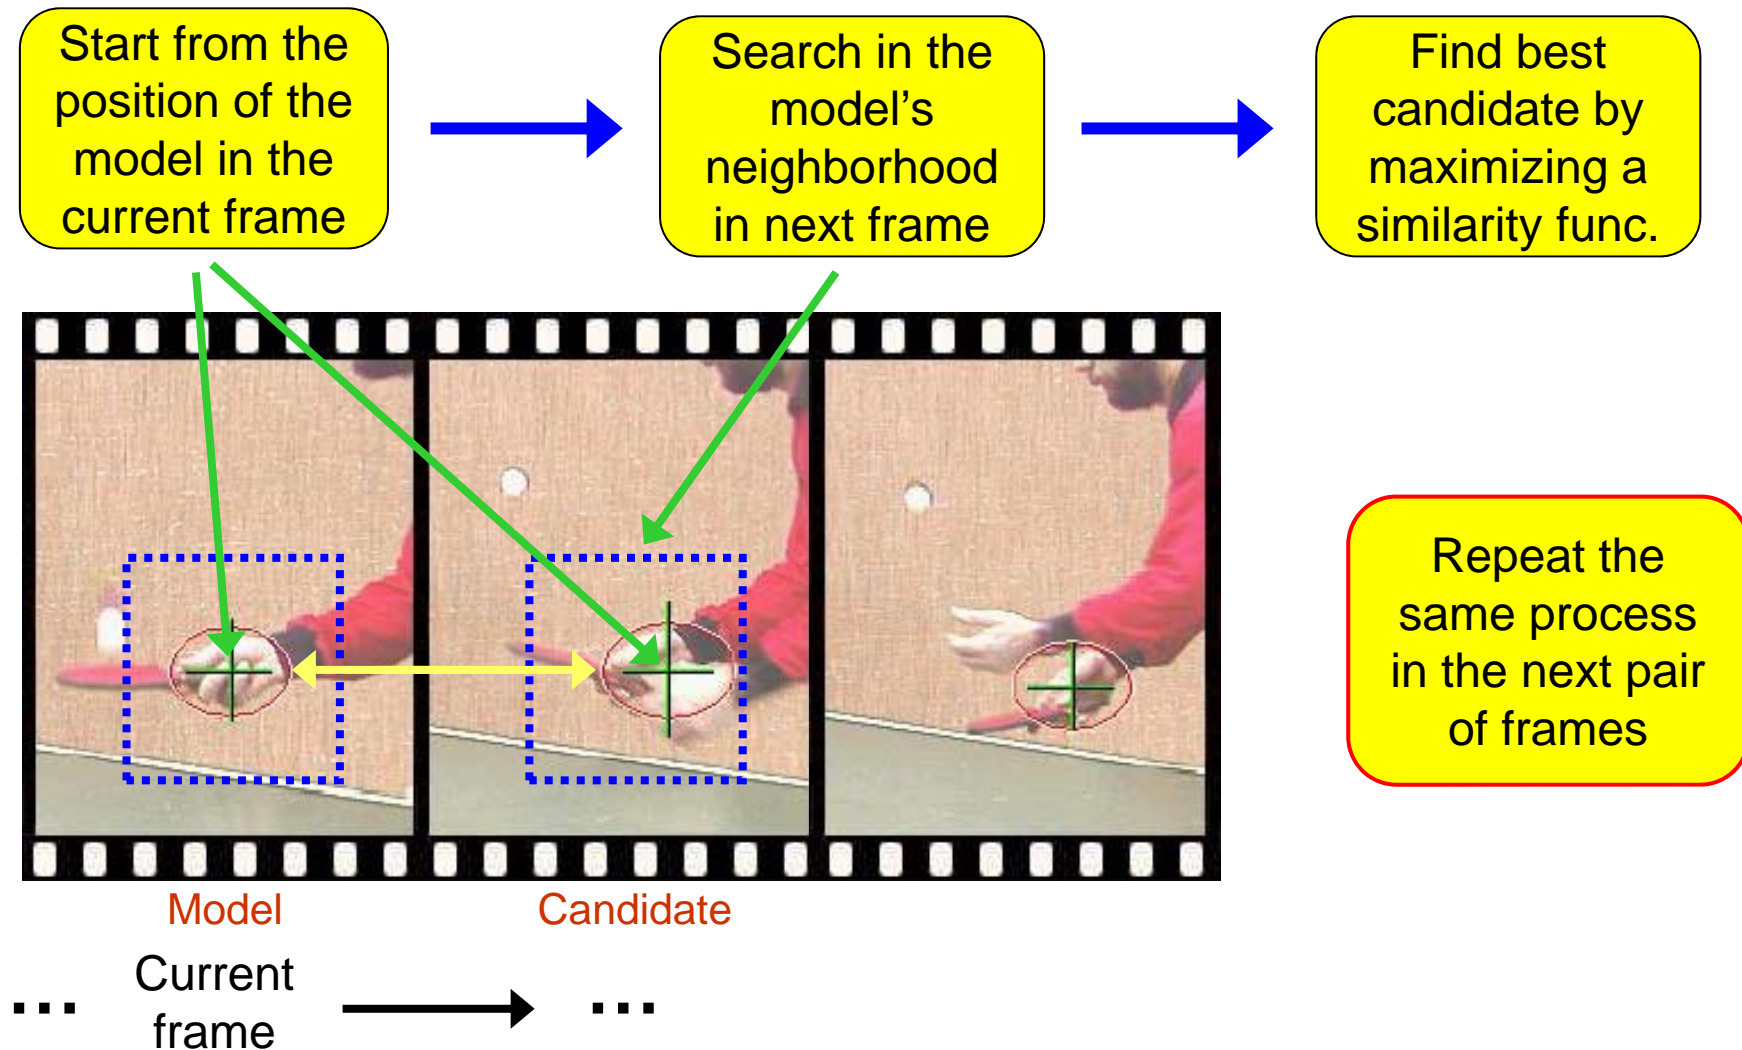 Start from the
position of the
model in the
current frame
Search in the
model's
neighborhood
in next frame
Find best
candidate by
maximizing a
similarity func.
Repeat the
same process
in the next pair
of frames
Model
Candidate
... Current
frame
...